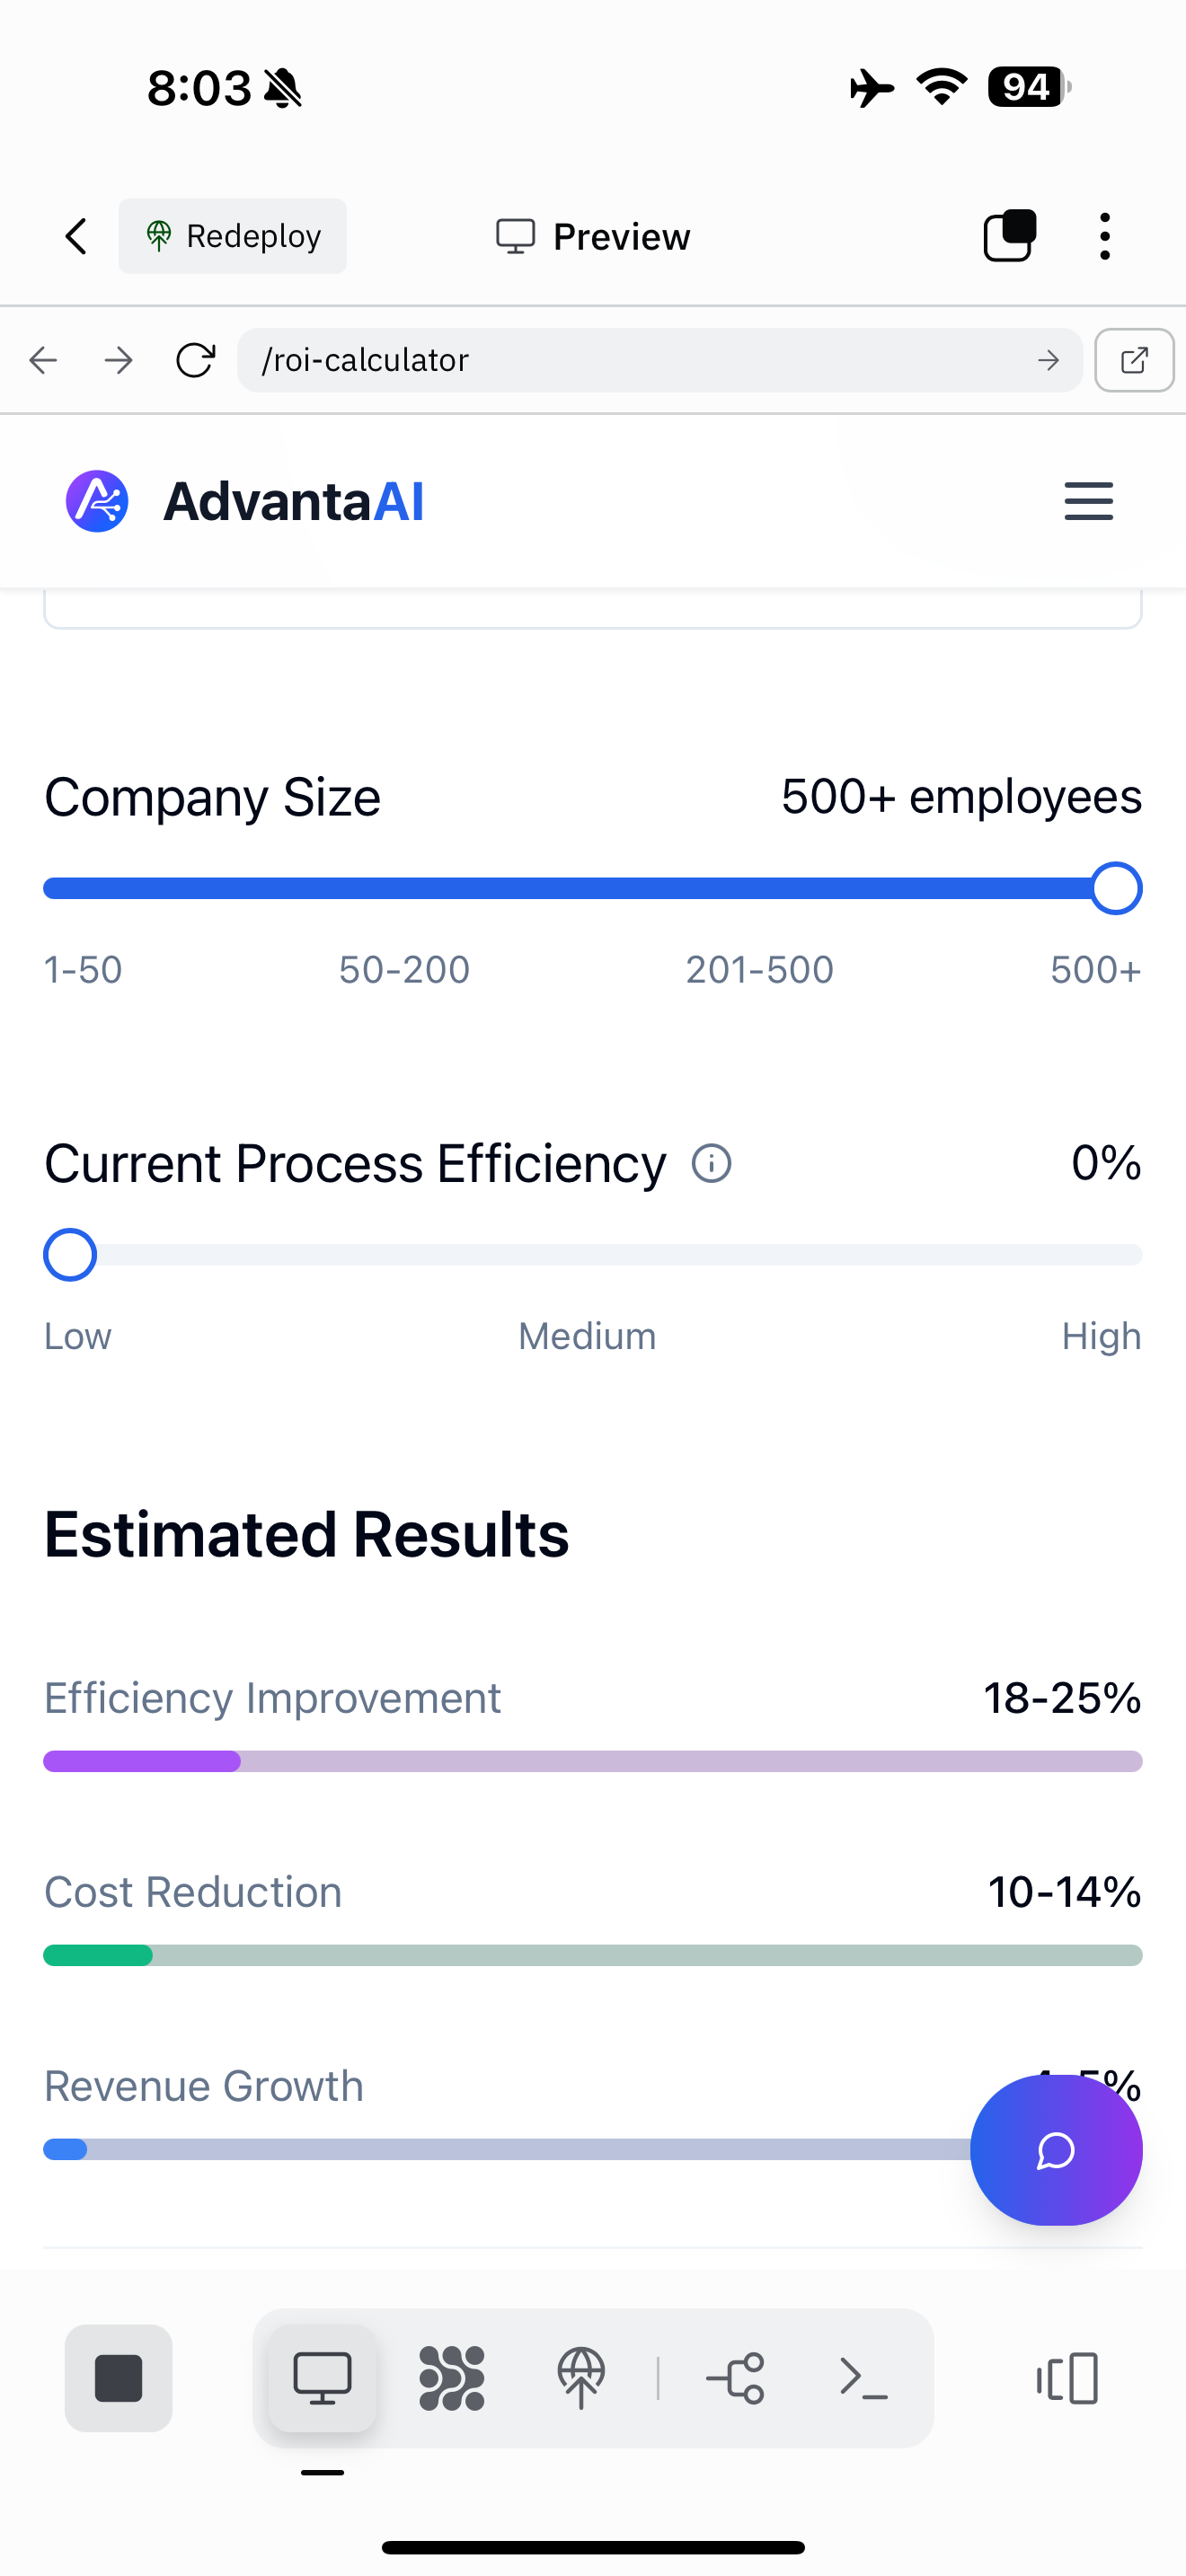 8:03
94
Redeploy
Preview
/roi-calculator
AdvantaAI
Company Size
500+ employees
1-50
50-200
201-500
500+
Current Process Efficiency
0%
Low
Medium
High
Estimated Results
Efficiency Improvement
18-25%
Cost Reduction
10-14%
Revenue Growth